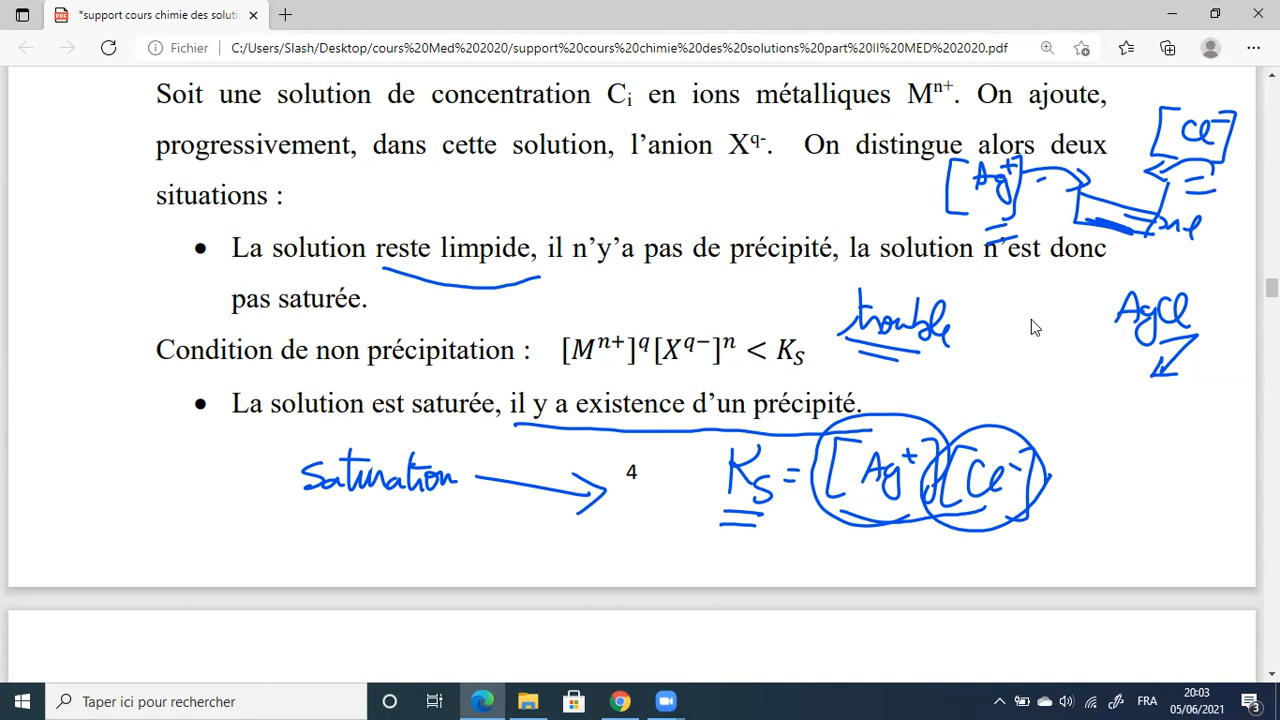 *support cours chimie des soluti
Fichier
C:/Users/Slash/Desktop/cours%20Med%202020/support%20cours%20chimie%20des%20solutions%20part%20II%20MED%202020.pdf
Soit une solution de concentration Ci en ions métalliques Mⁿ⁺. On ajoute,
progressivement, dans cette solution, l’anion X^q-. On distingue alors deux
situations :
[Cl⁻]
[Ag⁺]
• La solution reste limpide, il n’y’a pas de précipité, la solution n’est donc
pas saturée.
trouble
AgCl
Condition de non précipitation : [Mⁿ⁺]^q[X^q−]ⁿ < K_S
• La solution est saturée, il y a existence d’un précipité.
saturation
4
Ks = [Ag⁺][Cl⁻]
Taper ici pour rechercher
FRA
20:03
05/06/2021
3